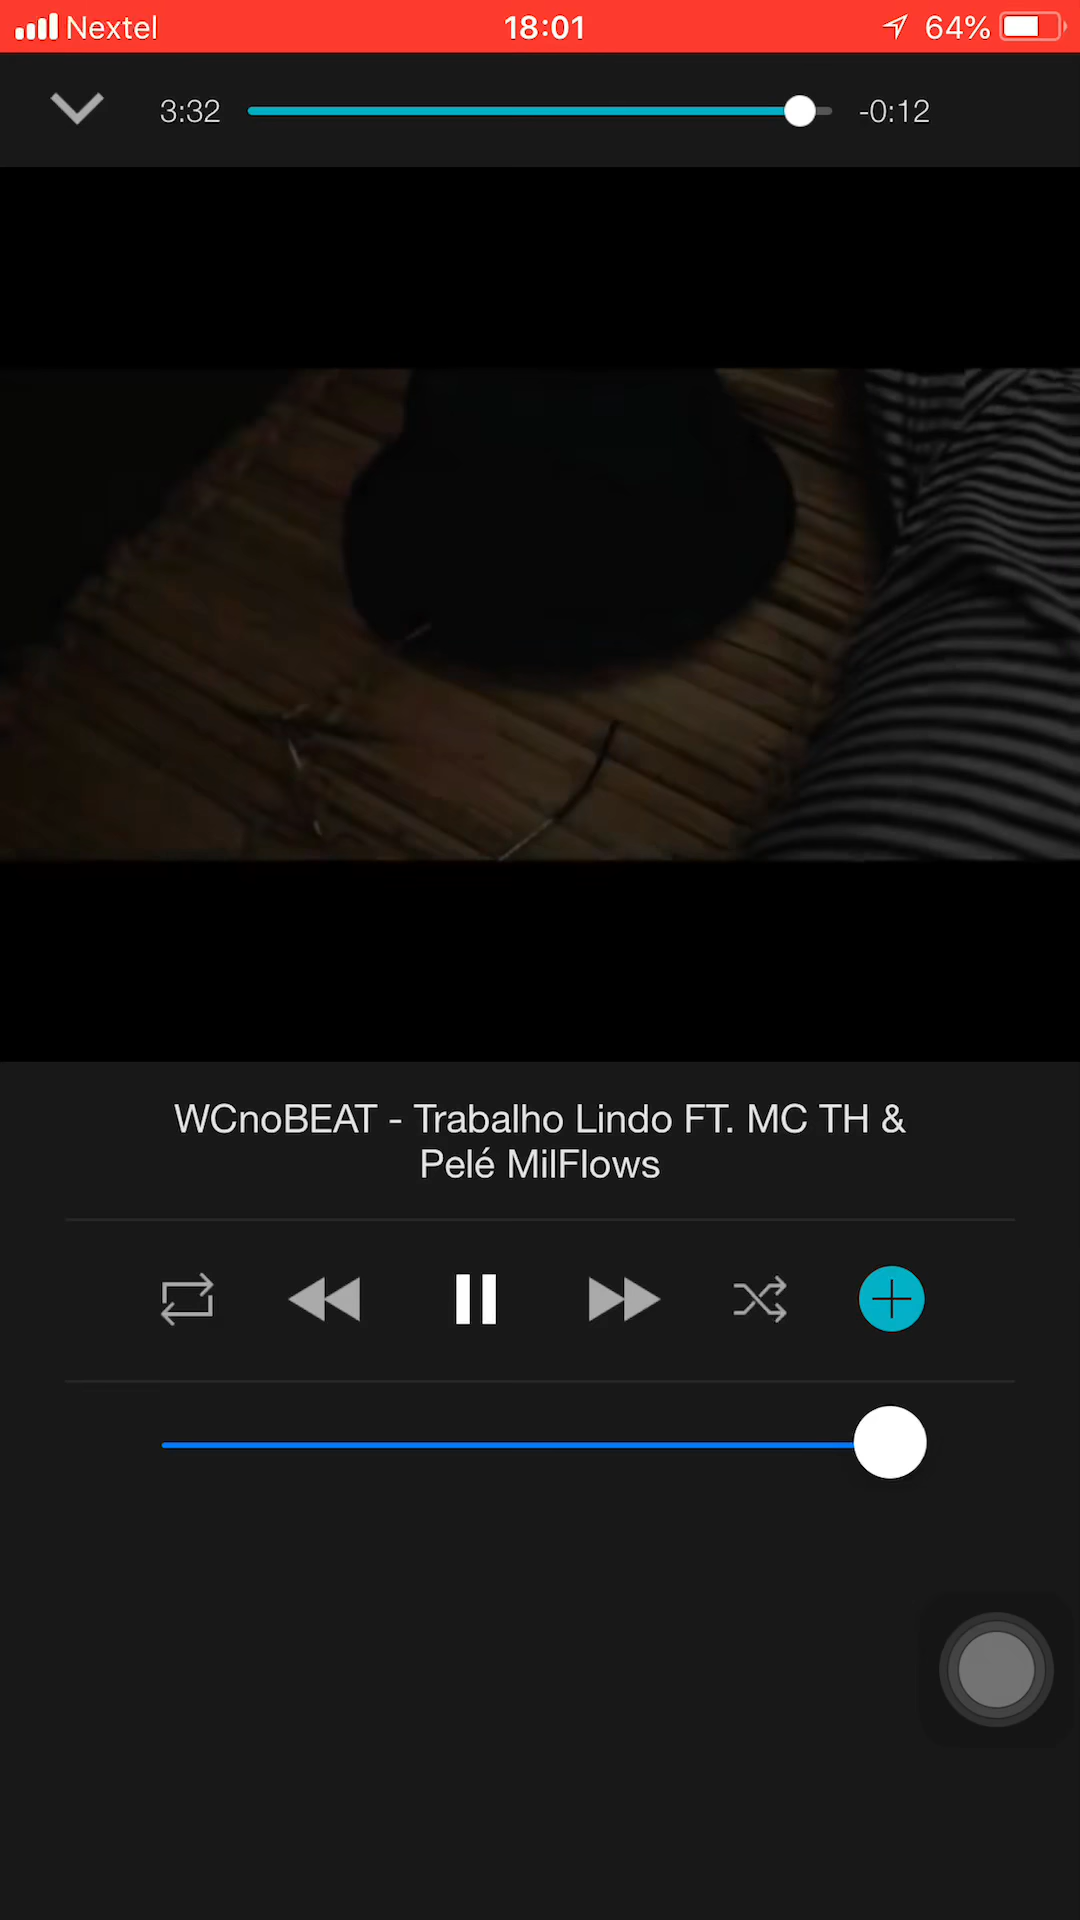 Nextel
18:01
64%
3:32
-0:12
WCnoBEAT - Trabalho Lindo FT. MC TH &
Pelé MilFlows